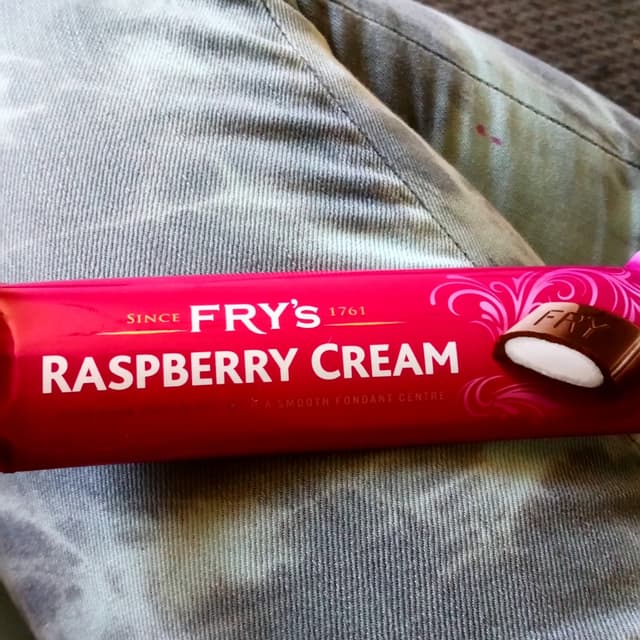 SINCE FRY'S 1761
RASPBERRY CREAM
A SMOOTH FONDANT CENTRE
FRY